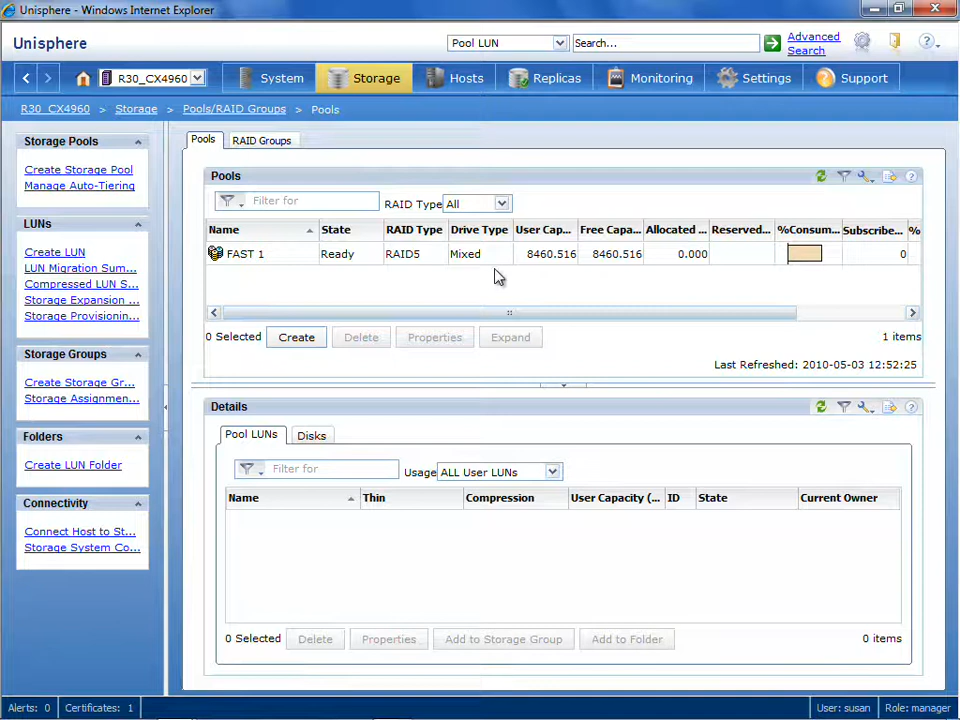 Unisphere - Windows Internet Explorer
Unisphere
Pool LUN
Search...
Advanced Search
R30_CX4960
System
Storage
Hosts
Replicas
Monitoring
Settings
Support
R30_CX4960 > Storage > Pools/RAID Groups > Pools
Storage Pools
Create Storage Pool
Manage Auto-Tiering
LUNs
Create LUN
LUN Migration Sum...
Compressed LUN S...
Storage Expansion ...
Storage Provisionin...
Storage Groups
Create Storage Gr...
Storage Assignmen...
Folders
Create LUN Folder
Connectivity
Connect Host to St...
Storage System Co...
Pools
RAID Groups
Pools
Filter for
RAID Type All
Name State RAID Type Drive Type User Cap... Free Capa... Allocated ... Reserved... %Consum... Subscribe... %
FAST 1 Ready RAID5 Mixed 8460.516 8460.516 0.000 0
0 Selected Create Delete Properties Expand 1 items
Last Refreshed: 2010-05-03 12:52:25
Details
Pool LUNs
Disks
Filter for
Usage ALL User LUNs
Name Thin Compression User Capacity (... ID State Current Owner
0 Selected Delete Properties Add to Storage Group Add to Folder 0 items
Alerts: 0 Certificates: 1 User: susan Role: manager